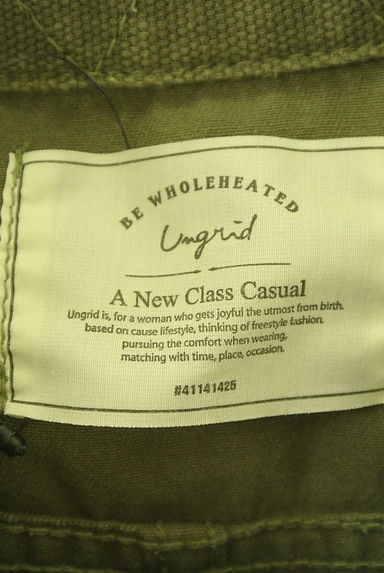 BE WHOLEHEATED
Ungrid
A New Class Casual
Ungrid is, for a woman who gets joyful the utmost from birth.
based on cause lifestyle, thinking of freestyle fashion.
pursuing the comfort when wearing,
matching with time, place, occasion.
#41141425